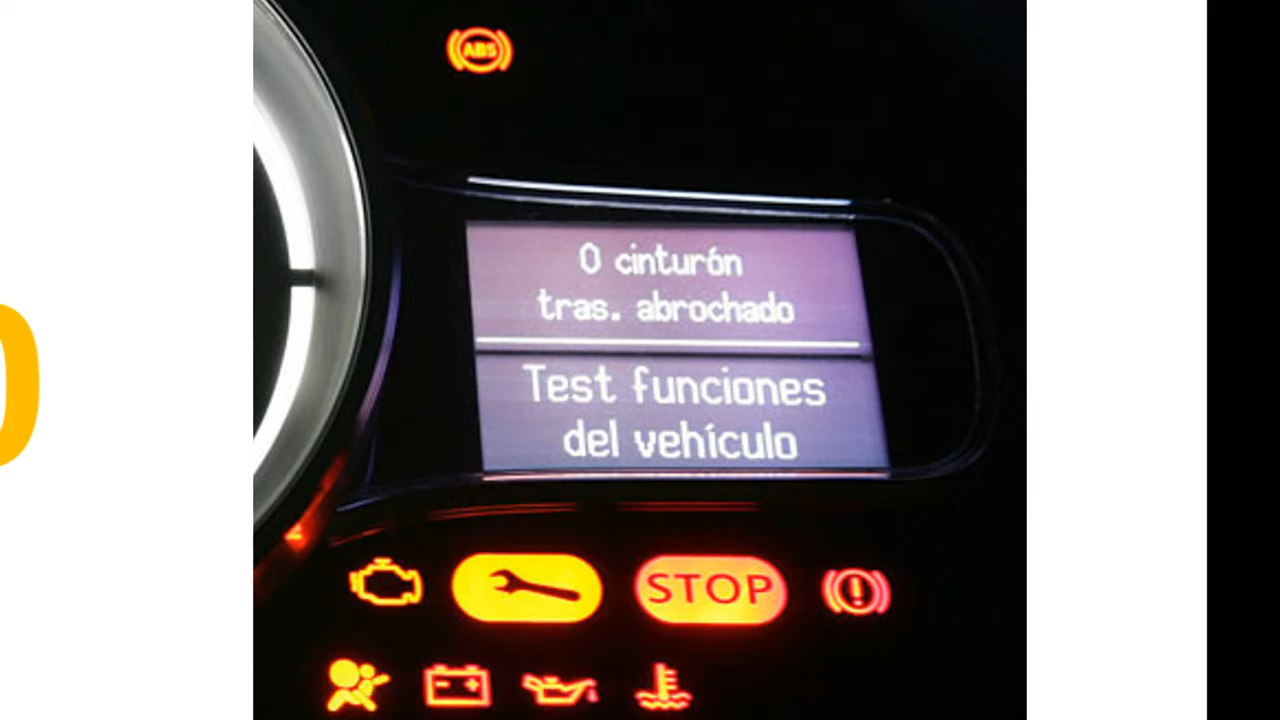 ABS
0 cinturón
tras. abrochado
Test funciones
del vehículo
STOP